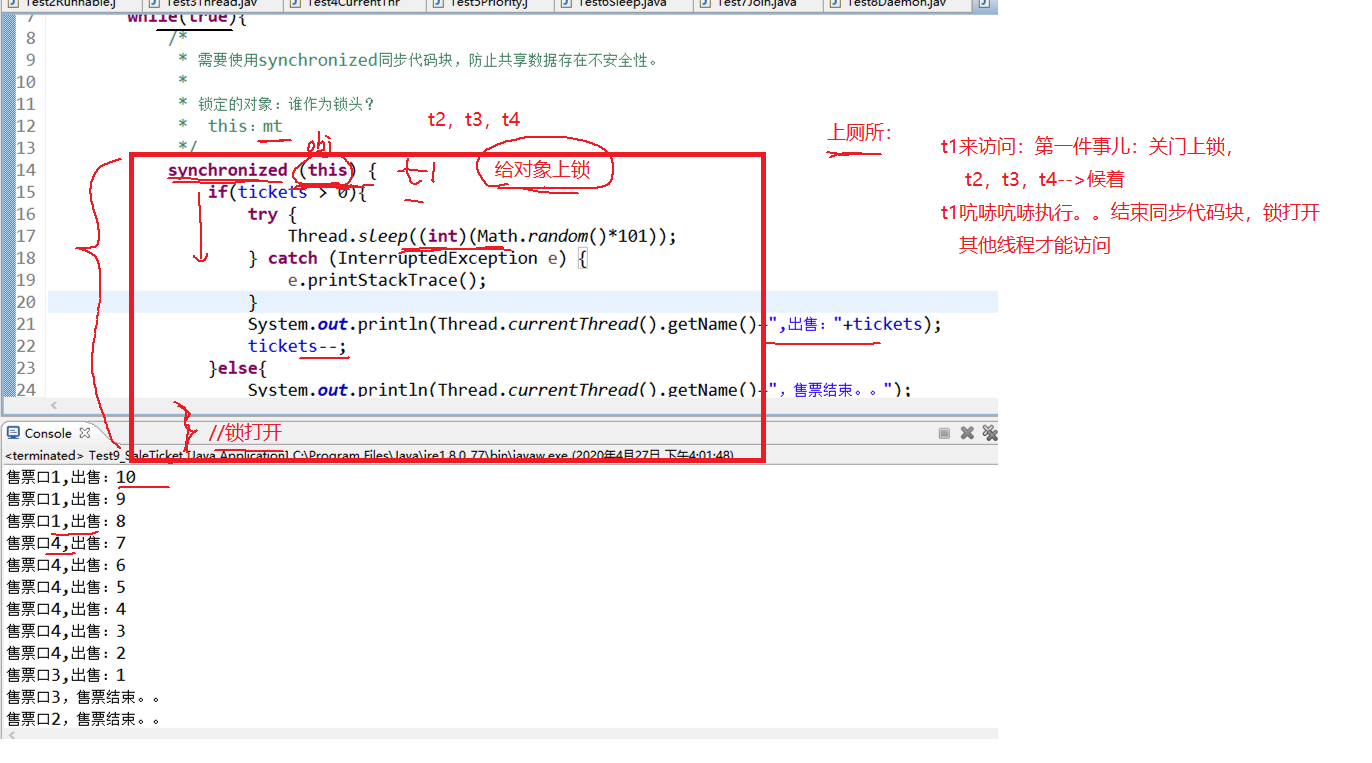 Test2Runnable.j Test3Thread.jav Test4CurrentThr Test5Priority.j Test6Sleep.java Test7Join.java Test8Daemon.jav
7 while(true){
8 /*
9 * 需要使用synchronized同步代码块，防止共享数据存在不安全性。
10 *
11 * 锁定的对象：谁作为锁头？
12 * this：mt
13 */
t2，t3，t4
obj
14 synchronized (this) {
t1
给对象上锁
15 if(tickets > 0){
16 try {
17 Thread.sleep((int)(Math.random()*101));
18 } catch (InterruptedException e) {
19 e.printStackTrace();
20 }
21 System.out.println(Thread.currentThread().getName()+",出售："+tickets);
22 tickets--;
23 }else{
24 System.out.println(Thread.currentThread().getName()+"，售票结束。。");
上厕所：
t1来访问：第一件事儿：关门上锁，
t2，t3，t4-->候着
t1吭哧吭哧执行。。结束同步代码块，锁打开
其他线程才能访问
//锁打开
Console
<terminated> Test9_SaleTicket [Java Application] C:\Program Files\Java\jre1.8.0_77\bin\javaw.exe (2020年4月27日 下午4:01:48)
售票口1,出售：10
售票口1,出售：9
售票口1,出售：8
售票口4,出售：7
售票口4,出售：6
售票口4,出售：5
售票口4,出售：4
售票口4,出售：3
售票口4,出售：2
售票口3,出售：1
售票口3，售票结束。。
售票口2，售票结束。。